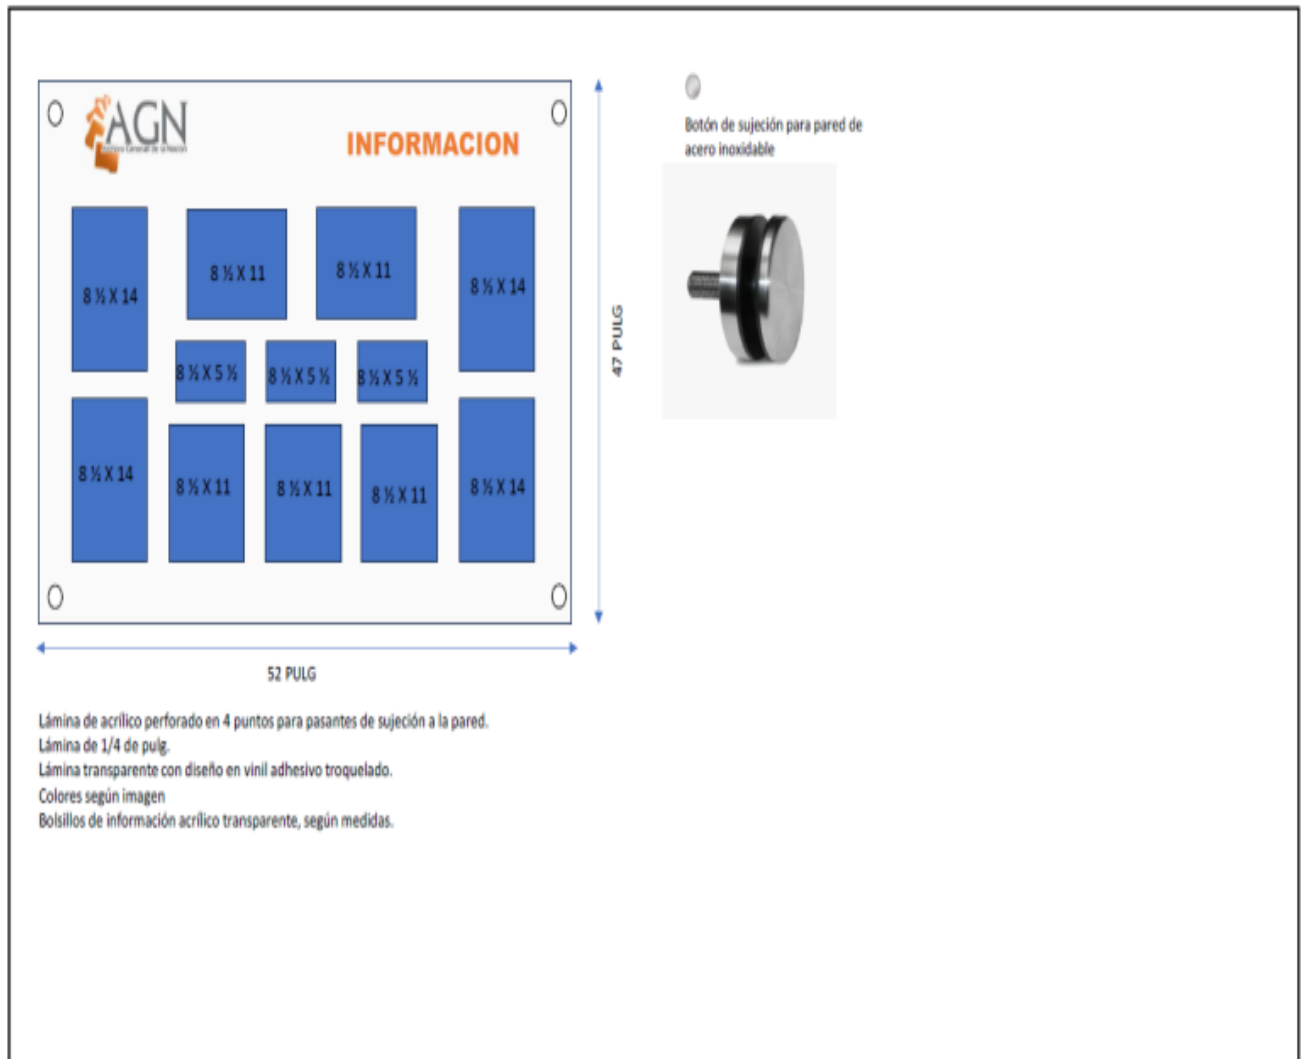 AGN
Archivo General de la Nación
INFORMACION
8 ½ X 14
8 ½ X 11
8 ½ X 11
8 ½ X 14
8 ½ X 5 ½
8 ½ X 5 ½
8 ½ X 5 ½
8 ½ X 14
8 ½ X 11
8 ½ X 11
8 ½ X 11
8 ½ X 14
47 PULG
52 PULG
Botón de sujeción para pared de
acero inoxidable
Lámina de acrílico perforado en 4 puntos para pasantes de sujeción a la pared.
Lámina de 1/4 de pulg.
Lámina transparente con diseño en vinil adhesivo troquelado.
Colores según imagen
Bolsillos de información acrílico transparente, según medidas.